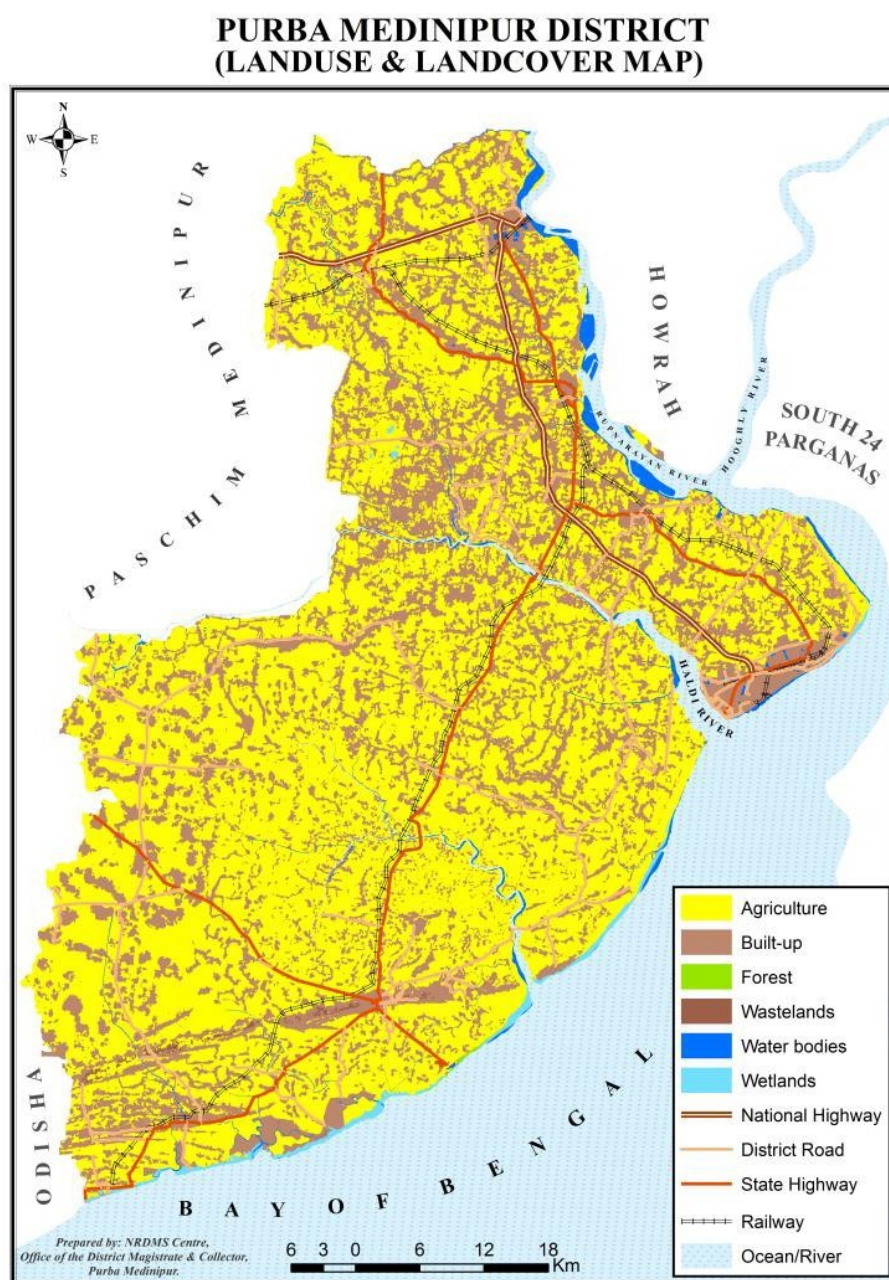 PURBA MEDINIPUR DISTRICT
(LANDUSE & LANDCOVER MAP)
N
W E
S
PASCHIM MEDINIPUR
HOWRAH
HOOGHLY RIVER
SOUTH 24
PARGANAS
RUPNARAYAN RIVER
HALDI RIVER
Agriculture
Built-up
Forest
Wastelands
Water bodies
Wetlands
National Highway
District Road
State Highway
Railway
Ocean/River
ODISHA
BAY OF BENGAL
Prepared by: NRDMS Centre,
Office of the District Magistrate & Collector,
Purba Medinipur.
6 3 0 6 12 18
Km